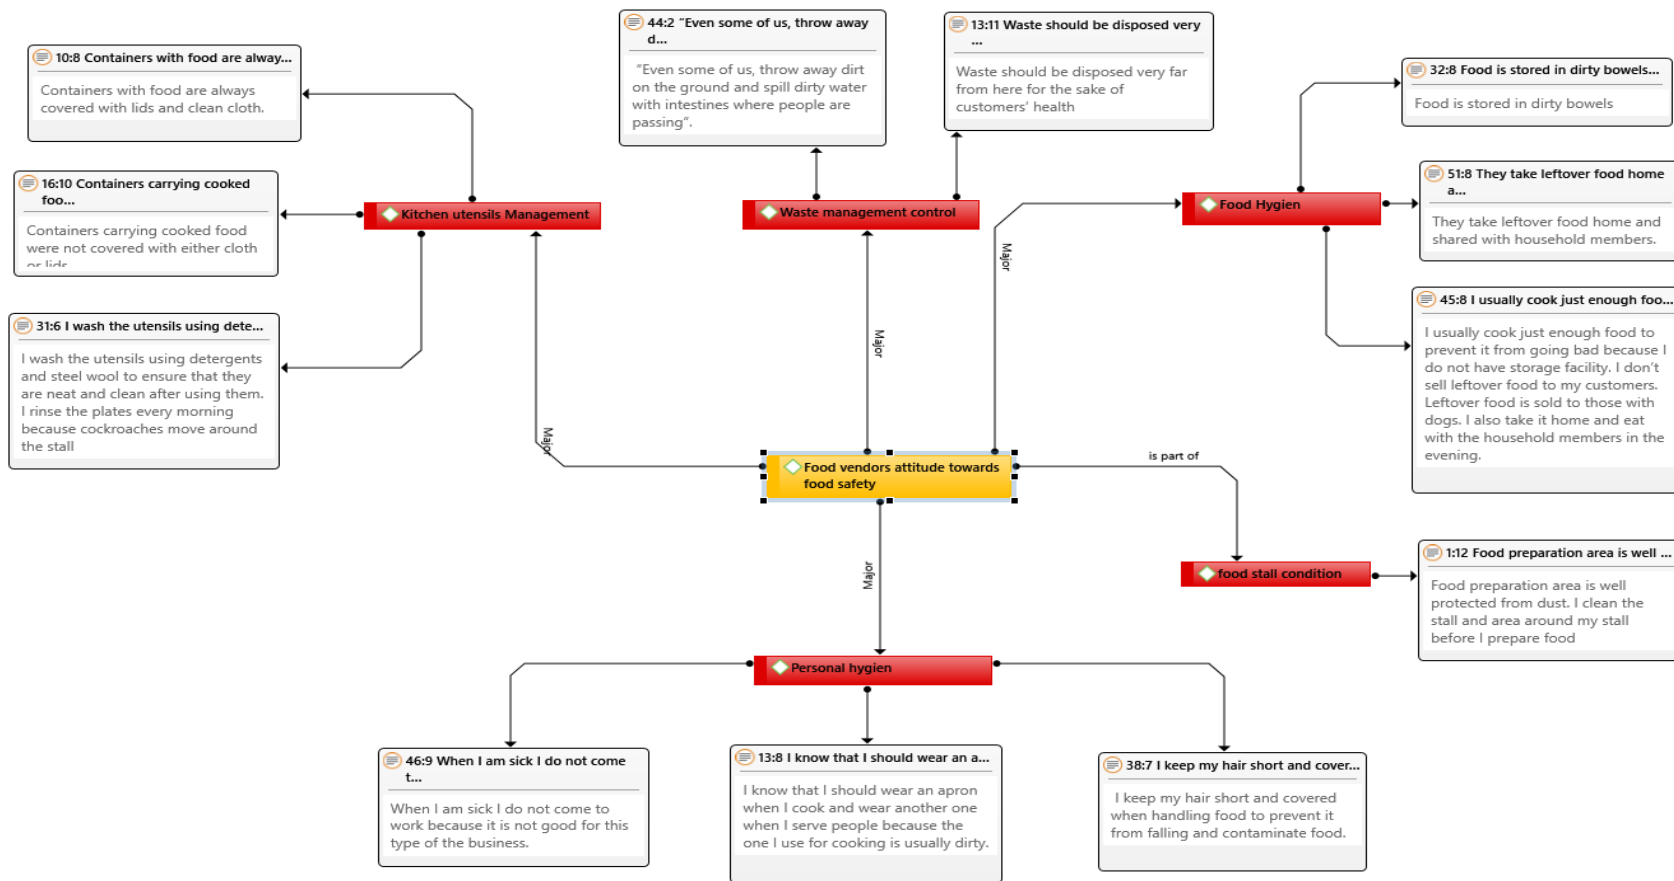 44:2 “Even some of us, throw away
d...
“Even some of us, throw away dirt
on the ground and spill dirty water
with intestines where people are
passing”.
13:11 Waste should be disposed very
...
Waste should be disposed very far
from here for the sake of
customers’ health
10:8 Containers with food are alway...
Containers with food are always
covered with lids and clean cloth.
32:8 Food is stored in dirty bowels...
Food is stored in dirty bowels
16:10 Containers carrying cooked
foo...
Containers carrying cooked food
were not covered with either cloth
or lids
51:8 They take leftover food home
a...
They take leftover food home and
shared with household members.
Kitchen utensils Management
Waste management control
Food Hygien
Major
31:6 I wash the utensils using dete...
I wash the utensils using detergents
and steel wool to ensure that they
are neat and clean after using them.
I rinse the plates every morning
because cockroaches move around
the stall
45:8 I usually cook just enough foo...
I usually cook just enough food to
prevent it from going bad because I
do not have storage facility. I don’t
sell leftover food to my customers.
Leftover food is sold to those with
dogs. I also take it home and eat
with the household members in the
evening.
Major
Major
Food vendors attitude towards
food safety
is part of
Major
food stall condition
1:12 Food preparation area is well ...
Food preparation area is well
protected from dust. I clean the
stall and area around my stall
before I prepare food
Personal hygien
46:9 When I am sick I do not come
t...
When I am sick I do not come to
work because it is not good for this
type of the business.
13:8 I know that I should wear an a...
I know that I should wear an apron
when I cook and wear another one
when I serve people because the
one I use for cooking is usually dirty.
38:7 I keep my hair short and cover...
I keep my hair short and covered
when handling food to prevent it
from falling and contaminate food.